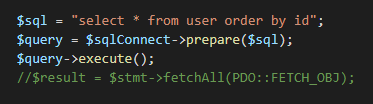 $sql = "select * from user order by id";
$query = $sqlConnect->prepare($sql);
$query->execute();
//$result = $stmt->fetchAll(PDO::FETCH_OBJ);